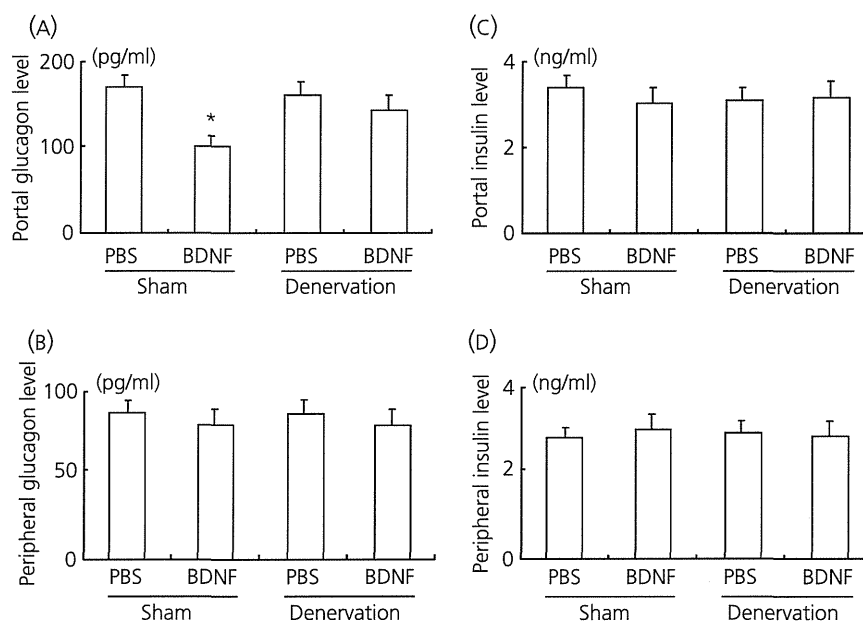 (A)
(pg/ml)
Portal glucagon level
200
100
0
*
PBS BDNF PBS BDNF
Sham Denervation
(C)
(ng/ml)
Portal insulin level
4
2
0
PBS BDNF PBS BDNF
Sham Denervation
(B)
(pg/ml)
Peripheral glucagon level
100
50
0
PBS BDNF PBS BDNF
Sham Denervation
(D)
(ng/ml)
Peripheral insulin level
4
2
0
PBS BDNF PBS BDNF
Sham Denervation